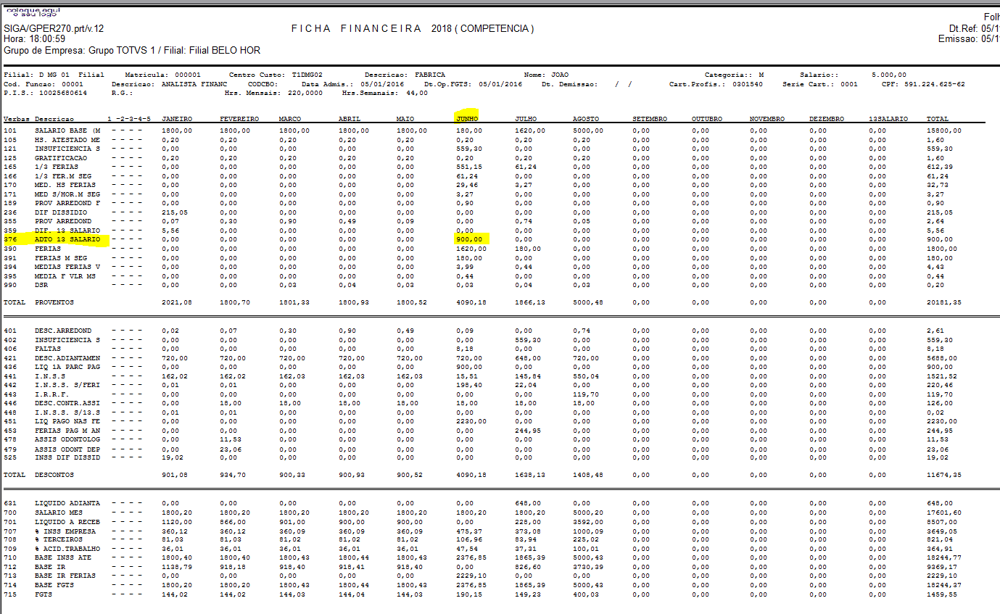 coloque aqui
o seu logo
Folh
SIGA/GPER270.prt/v.12 F I C H A F I N A N C E I R A 2018 ( COMPETENCIA ) Dt.Ref: 05/1
Hora: 18:00:59 Emissao: 05/1
Grupo de Empresa: Grupo TOTVS 1 / Filial: Filial BELO HOR
Filial: D MG 01 Filial Matricula: 000001 Centro Custo: T1DMG02 Descricao: FABRICA Nome: JOAO Categoria:: M Salario:: 5.000,00
Cod. Funcao: 00001 Descricao: ANALISTA FINANC CODCBO: Data Admis.: 05/01/2016 Dt.Op.FGTS: 05/01/2016 Dt. Demissao: / / Cart.Profis.: 0301540 Serie Cart.: 0001 CPF: 591.224.625-62
P.I.S.: 10025680614 R.G.: Hrs. Mensais: 220,0000 Hrs.Semanais: 44,00
Verbas Descricao 1 -2-3-4-5 JANEIRO FEVEREIRO MARCO ABRIL MAIO JUNHO JULHO AGOSTO SETEMBRO OUTUBRO NOVEMBRO DEZEMBRO 13SALARIO TOTAL
101 SALARIO BASE (M - - - - 1800,00 1800,00 1800,00 1800,00 1800,00 180,00 1620,00 5000,00 0,00 0,00 0,00 0,00 0,00 15800,00
105 HS. ATESTADO ME - - - - 0,20 0,20 0,20 0,20 0,20 0,20 0,20 0,20 0,00 0,00 0,00 0,00 0,00 1,60
121 INSUFICIENCIA S - - - - 0,00 0,00 0,00 0,00 0,00 559,30 0,00 0,00 0,00 0,00 0,00 0,00 0,00 559,30
125 GRATIFICACAO - - - - 0,20 0,20 0,20 0,20 0,20 0,20 0,20 0,20 0,00 0,00 0,00 0,00 0,00 1,60
165 1/3 FERIAS - - - - 0,00 0,00 0,00 0,00 0,00 551,15 61,24 0,00 0,00 0,00 0,00 0,00 0,00 612,39
166 1/3 FER.M SEG - - - - 0,00 0,00 0,00 0,00 0,00 61,24 0,00 0,00 0,00 0,00 0,00 0,00 0,00 61,24
170 MED. HS FERIAS - - - - 0,00 0,00 0,00 0,00 0,00 29,46 3,27 0,00 0,00 0,00 0,00 0,00 0,00 32,73
171 MED S/HOR.M SEG - - - - 0,00 0,00 0,00 0,00 0,00 3,27 0,00 0,00 0,00 0,00 0,00 0,00 0,00 3,27
189 PROV ARREDOND F - - - - 0,00 0,00 0,00 0,00 0,00 0,90 0,00 0,00 0,00 0,00 0,00 0,00 0,00 0,90
236 DIF DISSIDIO - - - - 215,05 0,00 0,00 0,00 0,00 0,00 0,00 0,00 0,00 0,00 0,00 0,00 0,00 215,05
355 PROV ARREDOND - - - - 0,07 0,30 0,90 0,49 0,09 0,00 0,74 0,05 0,00 0,00 0,00 0,00 0,00 2,64
359 DIF. 13 SALARIO - - - - 5,56 0,00 0,00 0,00 0,00 0,00 0,00 0,00 0,00 0,00 0,00 0,00 0,00 5,56
376 ADTO 13 SALARIO - - - - 0,00 0,00 0,00 0,00 0,00 900,00 0,00 0,00 0,00 0,00 0,00 0,00 0,00 900,00
390 FERIAS - - - - 0,00 0,00 0,00 0,00 0,00 1620,00 180,00 0,00 0,00 0,00 0,00 0,00 0,00 1800,00
391 FERIAS M SEG - - - - 0,00 0,00 0,00 0,00 0,00 180,00 0,00 0,00 0,00 0,00 0,00 0,00 0,00 180,00
394 MEDIAS FERIAS V - - - - 0,00 0,00 0,00 0,00 0,00 3,99 0,44 0,00 0,00 0,00 0,00 0,00 0,00 4,43
395 MEDIA F VLR MS - - - - 0,00 0,00 0,00 0,00 0,00 0,44 0,00 0,00 0,00 0,00 0,00 0,00 0,00 0,44
990 DSR - - - - 0,00 0,00 0,03 0,04 0,03 0,03 0,04 0,03 0,00 0,00 0,00 0,00 0,00 0,20
TOTAL PROVENTOS 2021,08 1800,70 1801,33 1800,93 1800,52 4090,18 1866,13 5000,48 0,00 0,00 0,00 0,00 0,00 20181,35
401 DESC.ARREDOND - - - - 0,02 0,07 0,30 0,90 0,49 0,09 0,00 0,74 0,00 0,00 0,00 0,00 0,00 2,61
402 INSUFICIENCIA S - - - - 0,00 0,00 0,00 0,00 0,00 0,00 559,30 0,00 0,00 0,00 0,00 0,00 0,00 559,30
406 FALTAS - - - - 0,00 0,00 0,00 0,00 0,00 8,18 0,00 0,00 0,00 0,00 0,00 0,00 0,00 8,18
421 DESC.ADIANTAMEN - - - - 720,00 720,00 720,00 720,00 720,00 720,00 648,00 720,00 0,00 0,00 0,00 0,00 0,00 5688,00
436 LIQ 1A PARC PAG - - - - 0,00 0,00 0,00 0,00 0,00 900,00 0,00 0,00 0,00 0,00 0,00 0,00 0,00 900,00
441 I.N.S.S - - - - 162,02 162,02 162,03 162,03 162,03 15,51 145,84 550,04 0,00 0,00 0,00 0,00 0,00 1521,52
442 I.N.S.S. S/FERI - - - - 0,01 0,01 0,00 0,00 0,00 198,40 22,04 0,00 0,00 0,00 0,00 0,00 0,00 220,46
443 I.R.R.F. - - - - 0,00 0,00 0,00 0,00 0,00 0,00 0,00 119,70 0,00 0,00 0,00 0,00 0,00 119,70
446 DESC.CONTR.ASSI - - - - 0,00 18,00 18,00 18,00 18,00 18,00 18,00 18,00 0,00 0,00 0,00 0,00 0,00 126,00
448 I.N.S.S. S/13.S - - - - 0,01 0,01 0,00 0,00 0,00 0,00 0,00 0,00 0,00 0,00 0,00 0,00 0,00 0,02
451 LIQ PAGO NAS FE - - - - 0,00 0,00 0,00 0,00 0,00 2230,00 0,00 0,00 0,00 0,00 0,00 0,00 0,00 2230,00
453 FERIAS PAG M AN - - - - 0,00 0,00 0,00 0,00 0,00 0,00 244,95 0,00 0,00 0,00 0,00 0,00 0,00 244,95
478 ASSIS ODONTOLOG - - - - 0,00 11,53 0,00 0,00 0,00 0,00 0,00 0,00 0,00 0,00 0,00 0,00 0,00 11,53
479 ASSIS ODONT DEP - - - - 0,00 23,06 0,00 0,00 0,00 0,00 0,00 0,00 0,00 0,00 0,00 0,00 0,00 23,06
525 INSS DIF DISSID - - - - 19,02 0,00 0,00 0,00 0,00 0,00 0,00 0,00 0,00 0,00 0,00 0,00 0,00 19,02
TOTAL DESCONTOS 901,08 934,70 900,33 900,93 900,52 4090,18 1638,13 1408,48 0,00 0,00 0,00 0,00 0,00 11674,35
631 LIQUIDO ADIANTA - - - - 0,00 0,00 0,00 0,00 0,00 0,00 648,00 0,00 0,00 0,00 0,00 0,00 0,00 648,00
700 SALARIO MES - - - - 1800,20 1800,20 1800,20 1800,20 1800,20 1800,20 1800,20 5000,20 0,00 0,00 0,00 0,00 0,00 17601,60
701 LIQUIDO A RECEB - - - - 1120,00 866,00 901,00 900,00 900,00 0,00 228,00 3592,00 0,00 0,00 0,00 0,00 0,00 8507,00
707 % INSS EMPRESA - - - - 360,12 360,12 360,09 360,09 360,09 475,37 373,08 1000,09 0,00 0,00 0,00 0,00 0,00 3649,05
708 % TERCEIROS - - - - 81,03 81,03 81,02 81,02 81,02 106,96 83,94 225,02 0,00 0,00 0,00 0,00 0,00 821,04
709 % ACID.TRABALHO - - - - 36,01 36,01 36,01 36,01 36,01 47,54 37,31 100,01 0,00 0,00 0,00 0,00 0,00 364,91
710 BASE INSS ATE - - - - 1800,40 1800,40 1800,43 1800,44 1800,43 2376,85 1865,39 5000,43 0,00 0,00 0,00 0,00 0,00 18244,77
712 BASE IR - - - - 1138,79 918,18 918,40 918,41 918,40 0,00 826,60 3730,39 0,00 0,00 0,00 0,00 0,00 9369,17
713 BASE IR FERIAS - - - - 0,00 0,00 0,00 0,00 0,00 2229,10 0,00 0,00 0,00 0,00 0,00 0,00 0,00 2229,10
714 BASE FGTS - - - - 1800,20 1800,20 1800,43 1800,44 1800,43 2376,85 1865,39 5000,43 0,00 0,00 0,00 0,00 0,00 18244,37
715 FGTS - - - - 144,02 144,02 144,03 144,04 144,03 190,15 149,23 400,03 0,00 0,00 0,00 0,00 0,00 1459,55